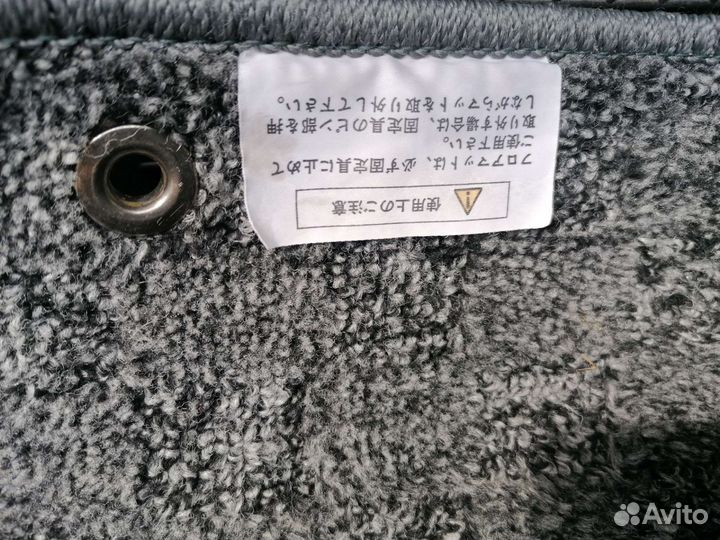 使用上のご注意
フロアマットは、必ず固定具に止めて
ご使用下さい。
取り外す場合は、固定具のピン部を押
しながらマットを取り外して下さい。
Avito